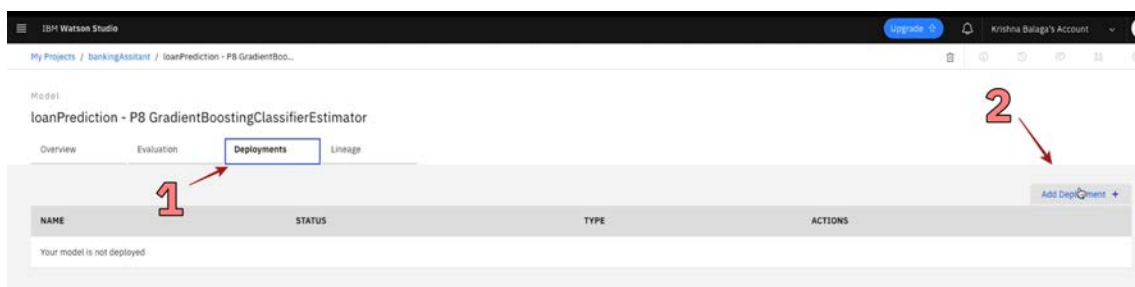 IBM Watson Studio
Upgrade
Krishna Balaga's Account
My Projects / bankingAssitant / loanPrediction - P8 GradientBoo...
Model
loanPrediction - P8 GradientBoostingClassifierEstimator
2
Overview Evaluation Deployments Lineage
1
Add Deployment +
NAME STATUS TYPE ACTIONS
Your model is not deployed